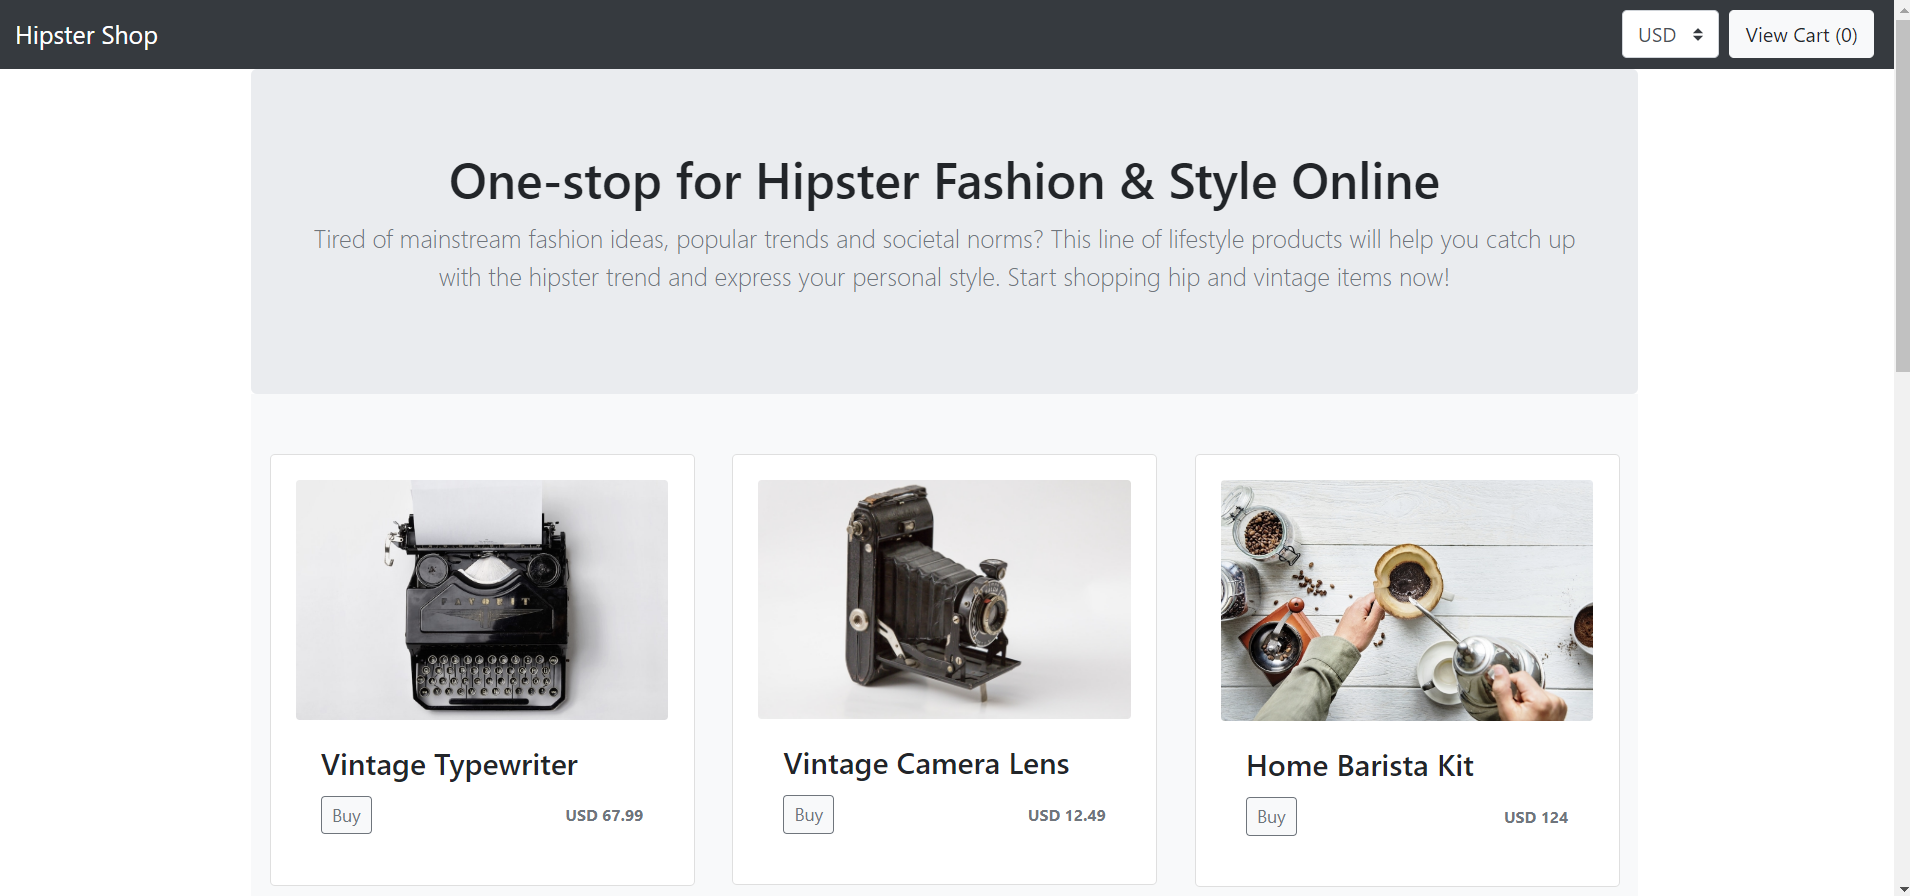 Hipster Shop
USD
View Cart (0)
One-stop for Hipster Fashion & Style Online
Tired of mainstream fashion ideas, popular trends and societal norms? This line of lifestyle products will help you catch up
with the hipster trend and express your personal style. Start shopping hip and vintage items now!
Vintage Typewriter
Buy
USD 67.99
Vintage Camera Lens
Buy
USD 12.49
Home Barista Kit
Buy
USD 124